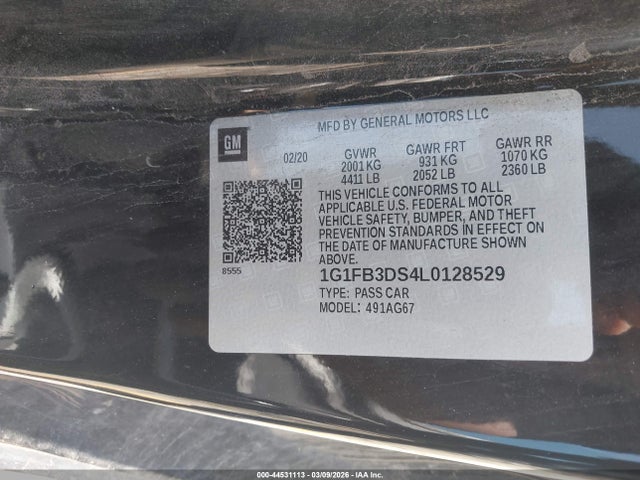 MFD BY GENERAL MOTORS LLC
GM
02/20 GVWR GAWR FRT GAWR RR
2001 KG 931 KG 1070 KG
4411 LB 2052 LB 2360 LB
THIS VEHICLE CONFORMS TO ALL
APPLICABLE U.S. FEDERAL MOTOR
VEHICLE SAFETY, BUMPER, AND THEFT
PREVENTION STANDARDS IN EFFECT ON
THE DATE OF MANUFACTURE SHOWN
ABOVE.
8555
1G1FB3DS4L0128529
TYPE: PASS CAR
MODEL: 491AG67
000-44531113 - 03/09/2026 - IAA Inc.